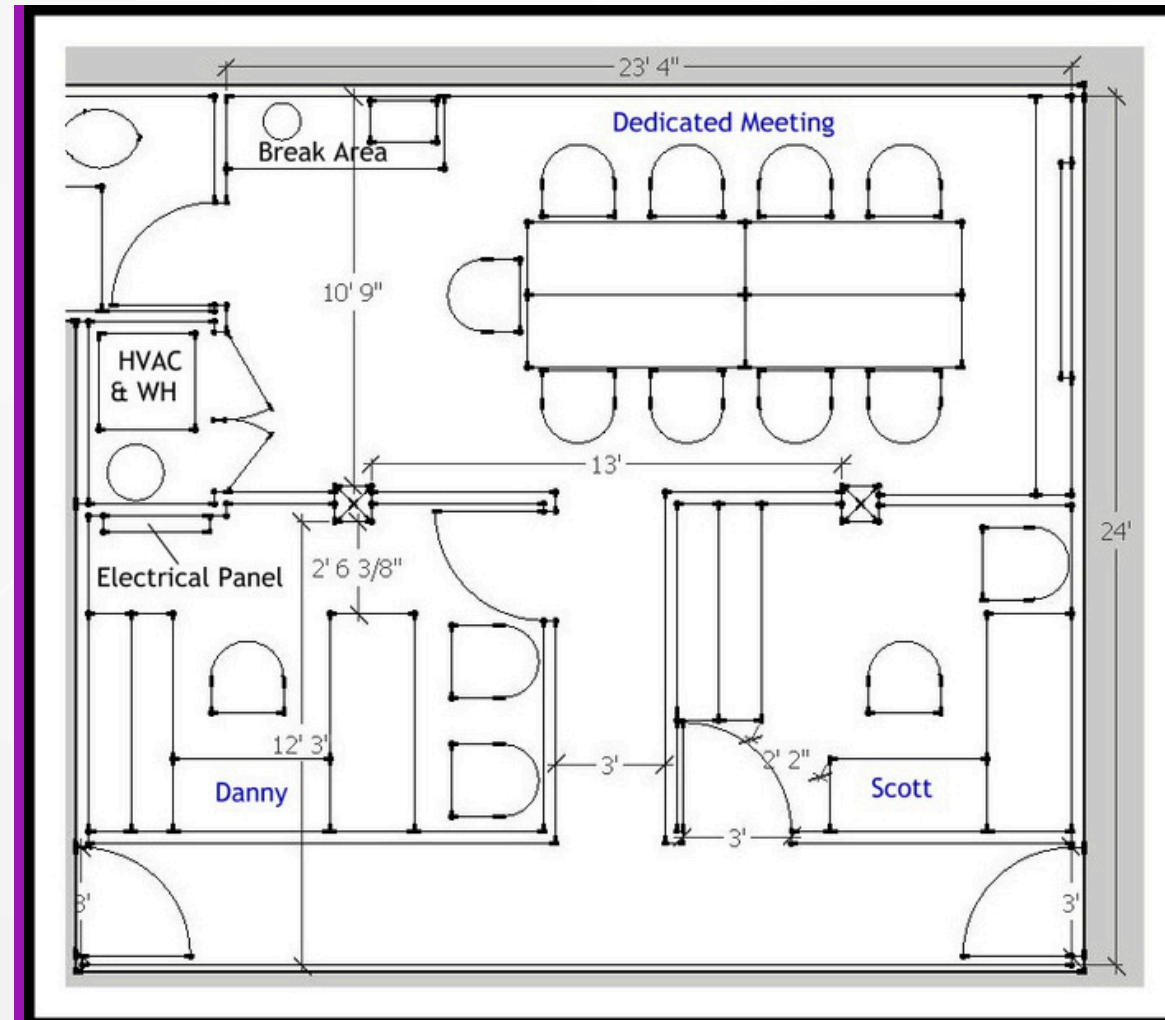 23' 4"
Dedicated Meeting
Break Area
10' 9"
HVAC
& WH
13'
24'
2' 6 3/8"
Electrical Panel
12' 3'
3'
2' 2"
Danny
Scott
3'
3'
3'